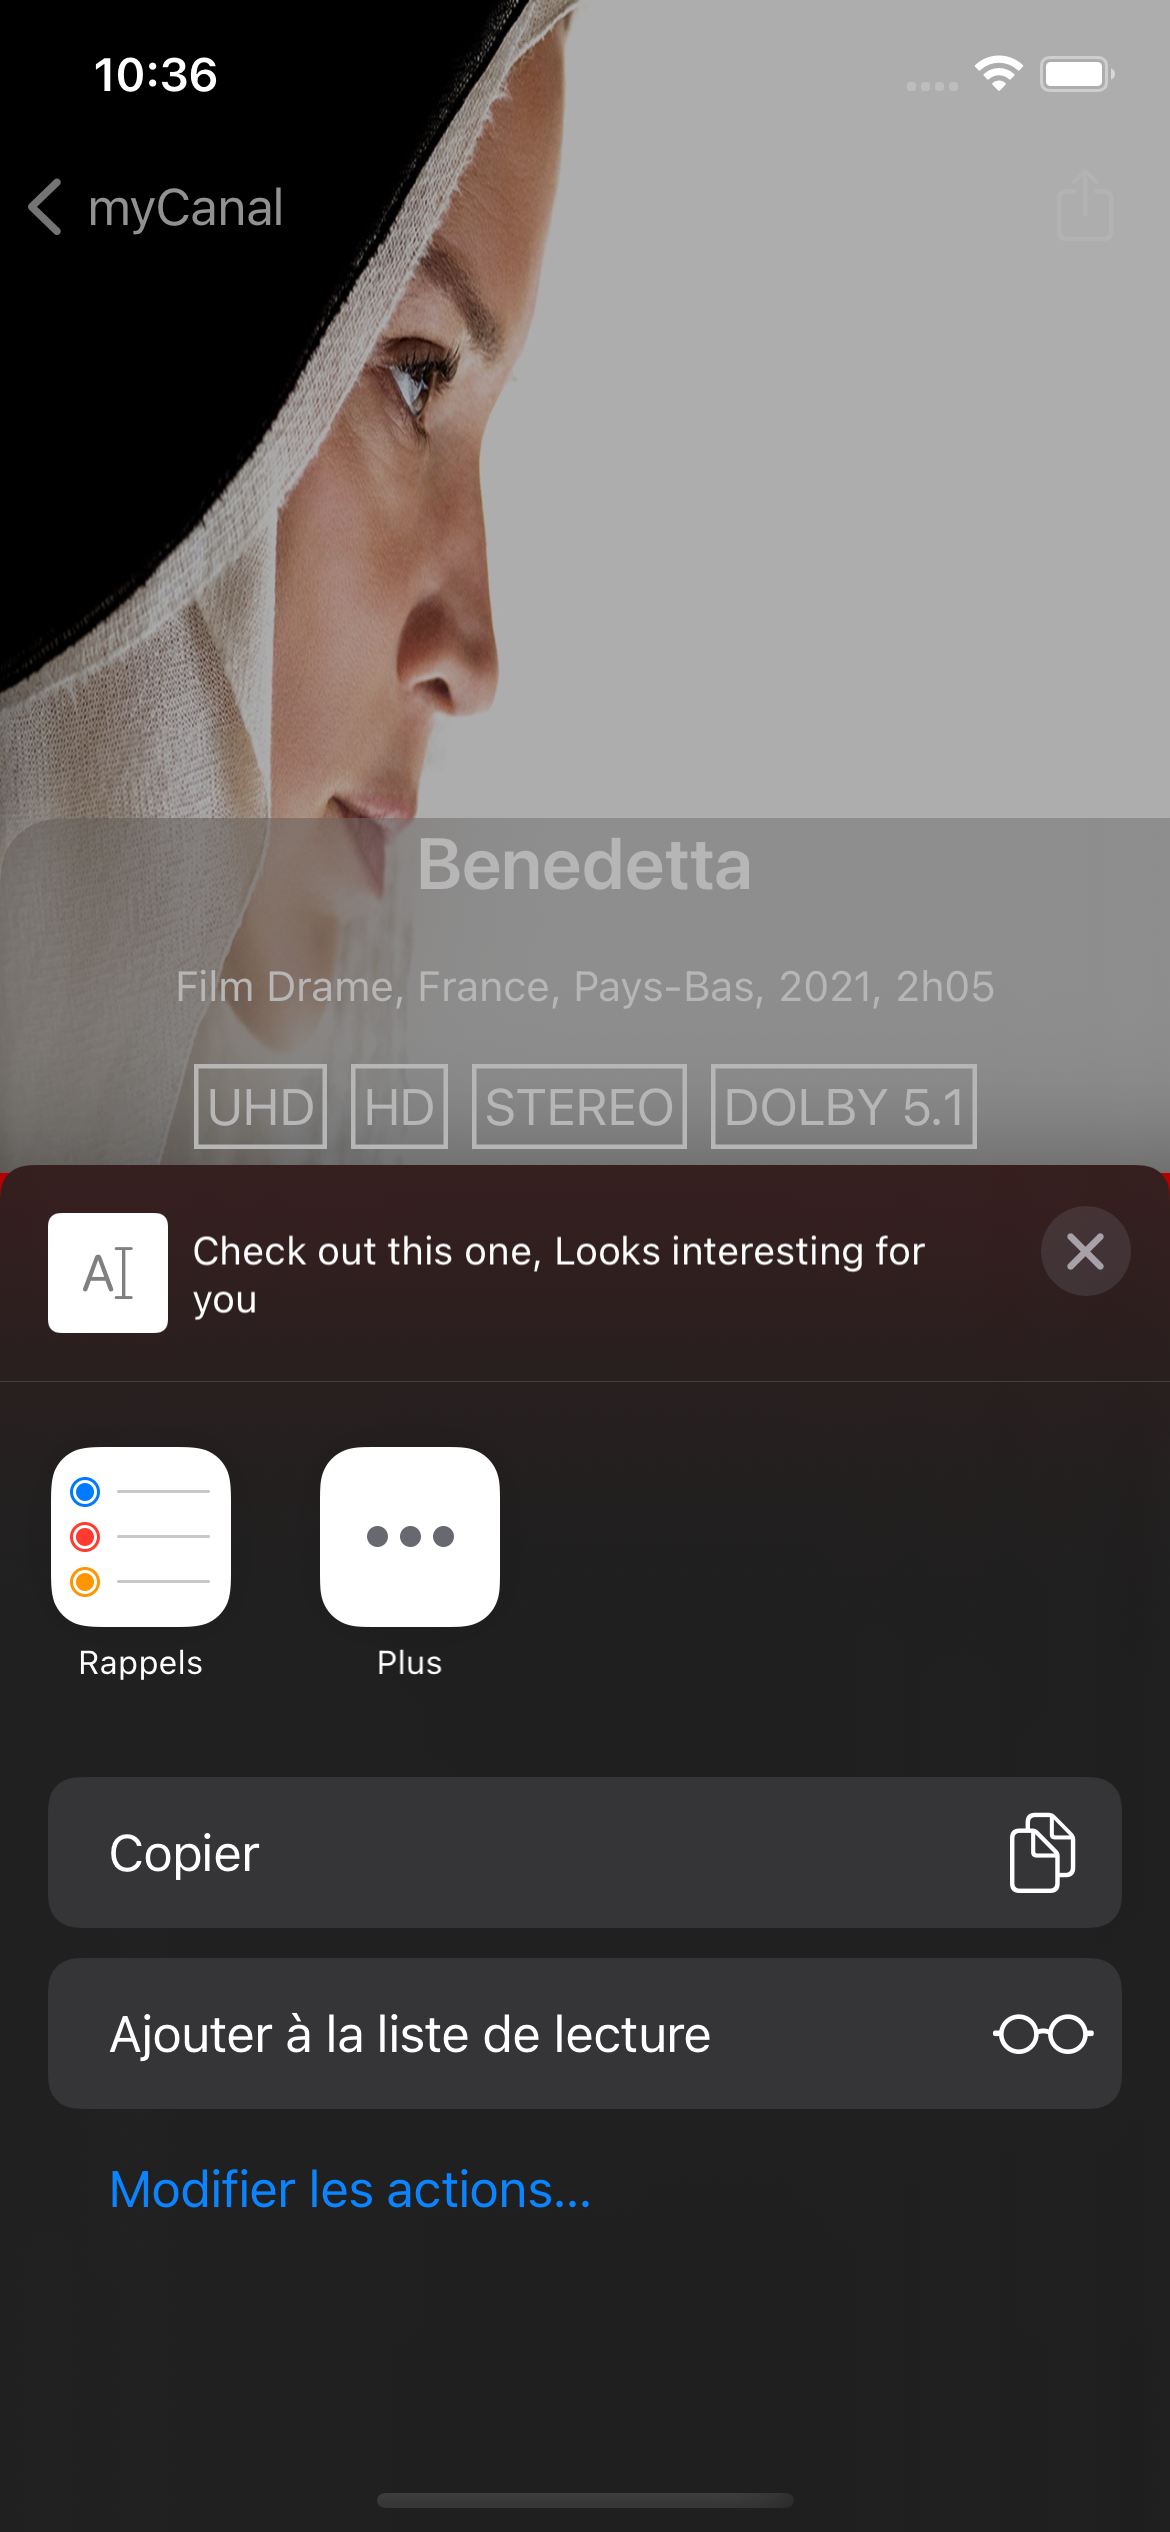 10:36
myCanal
Benedetta
Film Drame, France, Pays-Bas, 2021, 2h05
UHD HD STEREO DOLBY 5.1
A
Check out this one, Looks interesting for
you
Rappels Plus
Copier
Ajouter à la liste de lecture
Modifier les actions...